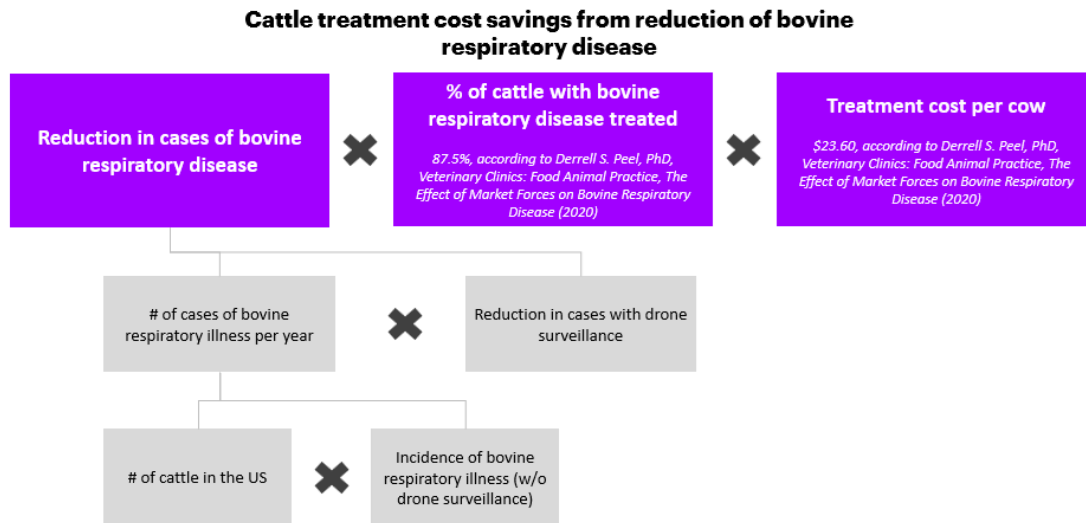 Cattle treatment cost savings from reduction of bovine
respiratory disease
Reduction in cases of bovine
respiratory disease
% of cattle with bovine
respiratory disease treated
87.5%, according to Derrell S. Peel, PhD,
Veterinary Clinics: Food Animal Practice, The
Effect of Market Forces on Bovine Respiratory
Disease (2020)
Treatment cost per cow
$23.60, according to Derrell S. Peel, PhD,
Veterinary Clinics: Food Animal Practice, The
Effect of Market Forces on Bovine Respiratory
Disease (2020)
# of cases of bovine
respiratory illness per year
Reduction in cases with drone
surveillance
# of cattle in the US
Incidence of bovine
respiratory illness (w/o
drone surveillance)